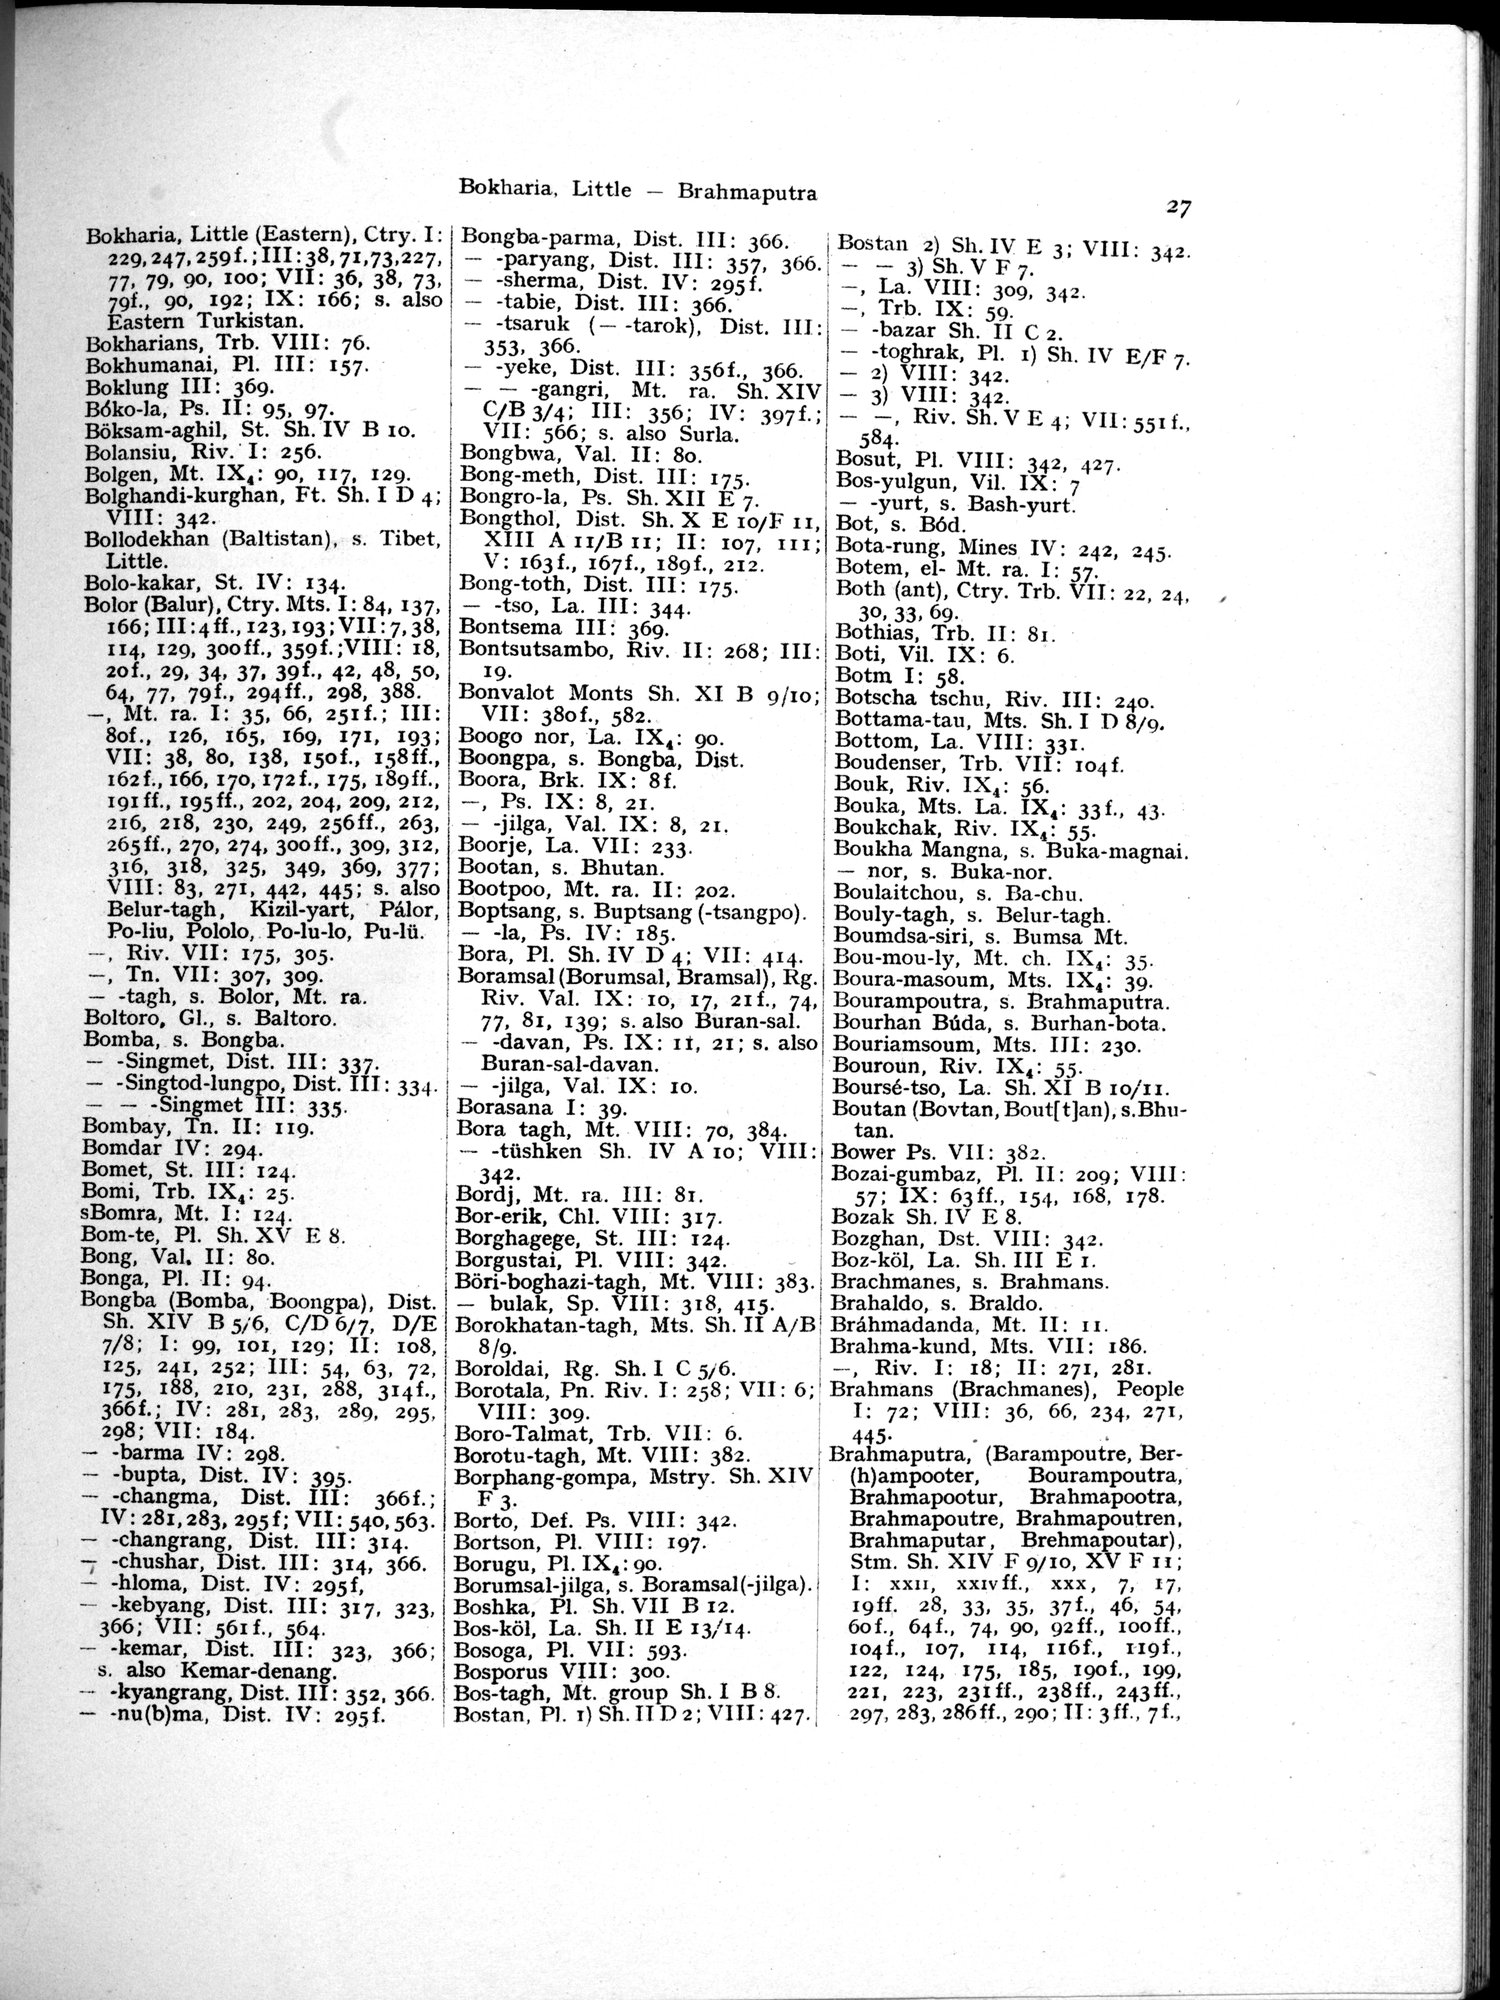 Bokharia, Little — Brahmaputra
27
Bokharia, Little (Eastern), Ctry. I:
229, 247, 259f.; III: 38, 71, 73, 227,
77, 79, 90, 100; VII: 36, 38, 73,
79f., 90, 192; IX: 166; s. also
Eastern Turkistan.
Bokharians, Trb. VIII: 76.
Bokhumanai, Pl. III: 157.
Boklung III: 369.
Bóko-la, Ps. II: 95, 97.
Böksam-aghil, St. Sh. IV B 10.
Bolansiu, Riv. I: 256.
Bolgen, Mt. IX₄: 90, 117, 129.
Bolghandi-kurghan, Ft. Sh. I D 4;
VIII: 342.
Bollodekhan (Baltistan), s. Tibet,
Little.
Bolo-kakar, St. IV: 134.
Bolor (Balur), Ctry. Mts. I: 84, 137,
166; III: 4ff., 123, 193; VII: 7, 38,
114, 129, 300ff., 359f.; VIII: 18,
20f., 29, 34, 37, 39f., 42, 48, 50,
64, 77, 79f., 294ff., 298, 388.
—, Mt. ra. I: 35, 66, 251f.; III:
80f., 126, 165, 169, 171, 193;
VII: 38, 80, 138, 150f., 158ff.,
162f., 166, 170, 172f., 175, 189ff.,
191ff., 195ff., 202, 204, 209, 212,
216, 218, 230, 249, 256ff., 263,
265ff., 270, 274, 300ff., 309, 312,
316, 318, 325, 349, 369, 377;
VIII: 83, 271, 442, 445; s. also
Belur-tagh, Kizil-yart, Pálor,
Po-liu, Pololo, Po-lu-lo, Pu-lü.
—, Riv. VII: 175, 305.
—, Tn. VII: 307, 309.
— -tagh, s. Bolor, Mt. ra.
Boltoro, Gl., s. Baltoro.
Bomba, s. Bongba.
— -Singmet, Dist. III: 337.
— -Singtod-lungpo, Dist. III: 334.
— — -Singmet III: 335.
Bombay, Tn. II: 119.
Bomdar IV: 294.
Bomet, St. III: 124.
Bomi, Trb. IX₄: 25.
sBomra, Mt. I: 124.
Bom-te, Pl. Sh. XV E 8.
Bong, Val. II: 80.
Bonga, Pl. II: 94.
Bongba (Bomba, Boongpa), Dist.
Sh. XIV B 5/6, C/D 6/7, D/E
7/8; I: 99, 101, 129; II: 108,
125, 241, 252; III: 54, 63, 72,
175, 188, 210, 231, 288, 314f.,
366f.; IV: 281, 283, 289, 295,
298; VII: 184.
— -barma IV: 298.
— -bupta, Dist. IV: 395.
— -changma, Dist. III: 366f.;
IV: 281, 283, 295f; VII: 540, 563.
— -changrang, Dist. III: 314.
— -chushar, Dist. III: 314, 366.
— -hloma, Dist. IV: 295f,
— -kebyang, Dist. III: 317, 323,
366; VII: 561f., 564.
— -kemar, Dist. III: 323, 366;
s. also Kemar-denang.
— -kyangrang, Dist. III: 352, 366.
— -nu(b)ma, Dist. IV: 295f.
Bongba-parma, Dist. III: 366.
— -paryang, Dist. III: 357, 366.
— -sherma, Dist. IV: 295f.
— -tabie, Dist. III: 366.
— -tsaruk (— -tarok), Dist. III:
353, 366.
— -yeke, Dist. III: 356f., 366.
— — -gangri, Mt. ra. Sh. XIV
C/B 3/4; III: 356; IV: 397f.;
VII: 566; s. also Surla.
Bongbwa, Val. II: 80.
Bong-meth, Dist. III: 175.
Bongro-la, Ps. Sh. XII E 7.
Bongthol, Dist. Sh. X E 10/F 11,
XIII A 11/B 11; II: 107, 111;
V: 163f., 167f., 189f., 212.
Bong-toth, Dist. III: 175.
— -tso, La. III: 344.
Bontsema III: 369.
Bontsutsambo, Riv. II: 268; III:
19.
Bonvalot Monts Sh. XI B 9/10;
VII: 380f., 582.
Boogo nor, La. IX₄: 90.
Boongpa, s. Bongba, Dist.
Boora, Brk. IX: 8f.
—, Ps. IX: 8, 21.
— -jilga, Val. IX: 8, 21.
Boorje, La. VII: 233.
Bootan, s. Bhutan.
Bootpoo, Mt. ra. II: 202.
Boptsang, s. Buptsang (-tsangpo).
— -la, Ps. IV: 185.
Bora, Pl. Sh. IV D 4; VII: 414.
Boramsal (Borumsal, Bramsal), Rg.
Riv. Val. IX: 10, 17, 21f., 74,
77, 81, 139; s. also Buran-sal.
— -davan, Ps. IX: 11, 21; s. also
Buran-sal-davan.
— -jilga, Val. IX: 10.
Borasana I: 39.
Bora tagh, Mt. VIII: 70, 384.
— -tüshken Sh. IV A 10; VIII:
342.
Bordj, Mt. ra. III: 81.
Bor-erik, Chl. VIII: 317.
Borghagege, St. III: 124.
Borgustai, Pl. VIII: 342.
Böri-boghazi-tagh, Mt. VIII: 383.
— bulak, Sp. VIII: 318, 415.
Borokhatan-tagh, Mts. Sh. II A/B
8/9.
Boroldai, Rg. Sh. I C 5/6.
Borotala, Pn. Riv. I: 258; VII: 6;
VIII: 309.
Boro-Talmat, Trb. VII: 6.
Borotu-tagh, Mt. VIII: 382.
Borphang-gompa, Mstry. Sh. XIV
F 3.
Borto, Def. Ps. VIII: 342.
Bortson, Pl. VIII: 197.
Borugu, Pl. IX₄: 90.
Borumsal-jilga, s. Boramsal(-jilga).
Boshka, Pl. Sh. VII B 12.
Bos-köl, La. Sh. II E 13/14.
Bosoga, Pl. VII: 593.
Bosporus VIII: 300.
Bos-tagh, Mt. group Sh. I B 8.
Bostan, Pl. 1) Sh. II D 2; VIII: 427.
Bostan 2) Sh. IV E 3; VIII: 342.
— — 3) Sh. V F 7.
—, La. VIII: 309, 342.
—, Trb. IX: 59.
— -bazar Sh. II C 2.
— -toghrak, Pl. 1) Sh. IV E/F 7.
— 2) VIII: 342.
— 3) VIII: 342.
— —, Riv. Sh. V E 4; VII: 551f.,
584.
Bosut, Pl. VIII: 342, 427.
Bos-yulgun, Vil. IX: 7
— -yurt, s. Bash-yurt.
Bot, s. Bód.
Bota-rung, Mines IV: 242, 245.
Botem, el- Mt. ra. I: 57.
Both (ant), Ctry. Trb. VII: 22, 24,
30, 33, 69.
Bothias, Trb. II: 81.
Boti, Vil. IX: 6.
Botm I: 58.
Botscha tschu, Riv. III: 240.
Bottama-tau, Mts. Sh. I D 8/9.
Bottom, La. VIII: 331.
Boudenser, Trb. VII: 104f.
Bouk, Riv. IX₄: 56.
Bouka, Mts. La. IX₄: 33f., 43.
Boukchak, Riv. IX₄: 55.
Boukha Mangna, s. Buka-magnai.
— nor, s. Buka-nor.
Boulaitchou, s. Ba-chu.
Bouly-tagh, s. Belur-tagh.
Boumdsa-siri, s. Bumsa Mt.
Bou-mou-ly, Mt. ch. IX₄: 35.
Boura-masoum, Mts. IX₄: 39.
Bourampoutra, s. Brahmaputra.
Bourhan Búda, s. Burhan-bota.
Bouriamsoum, Mts. III: 230.
Bouroun, Riv. IX₄: 55.
Boursé-tso, La. Sh. XI B 10/11.
Boutan (Bovtan, Bout[t]an), s. Bhu-
tan.
Bower Ps. VII: 382.
Bozai-gumbaz, Pl. II: 209; VIII:
57; IX: 63ff., 154, 168, 178.
Bozak Sh. IV E 8.
Bozghan, Dst. VIII: 342.
Boz-köl, La. Sh. III E 1.
Brachmanes, s. Brahmans.
Brahaldo, s. Braldo.
Bráhmadanda, Mt. II: 11.
Brahma-kund, Mts. VII: 186.
—, Riv. I: 18; II: 271, 281.
Brahmans (Brachmanes), People
I: 72; VIII: 36, 66, 234, 271,
445.
Brahmaputra, (Barampoutre, Ber-
(h)ampooter, Bourampoutra,
Brahmapootur, Brahmapootra,
Brahmapoutre, Brahmapoutren,
Brahmaputar, Brehmapoutar),
Stm. Sh. XIV F 9/10, XV F 11;
I: XXII, XXIVff., XXX, 7, 17,
19ff. 28, 33, 35, 37f., 46, 54,
60f., 64f., 74, 90, 92ff., 100ff.,
104f., 107, 114, 116f., 119f.,
122, 124, 175, 185, 190f., 199,
221, 223, 231ff., 238ff., 243ff.,
297, 283, 286ff., 290; II: 3ff., 7f.,